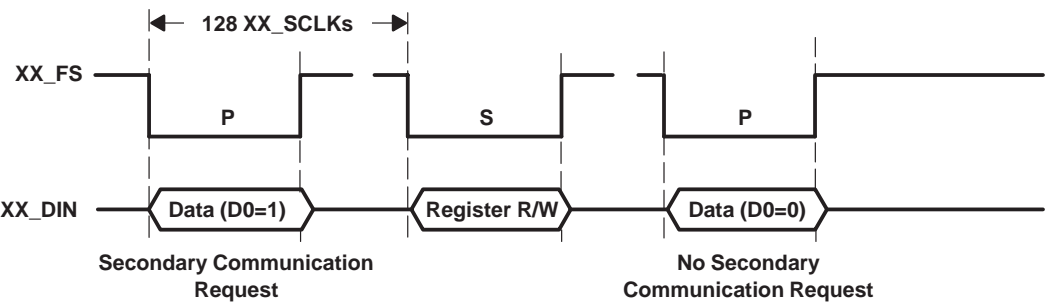 128 XX_SCLKs
XX_FS
P
S
P
XX_DIN
Data (D0=1)
Register R/W
Data (D0=0)
Secondary Communication
Request
No Secondary
Communication Request